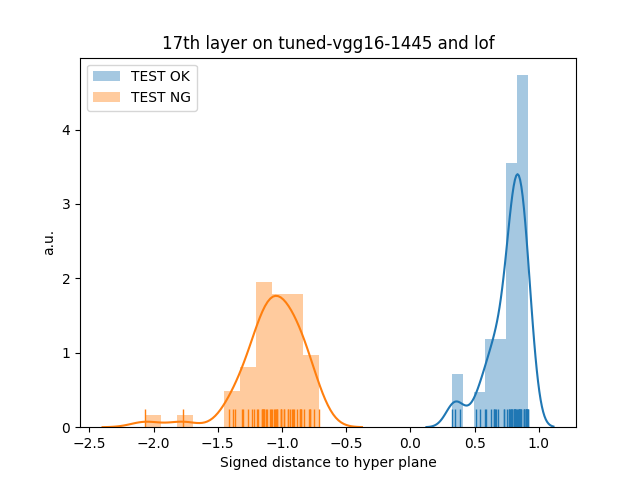 17th layer on tuned-vgg16-1445 and lof
TEST OK
TEST NG
a.u.
4
3
2
1
0
−2.5 −2.0 −1.5 −1.0 −0.5 0.0 0.5 1.0
Signed distance to hyper plane